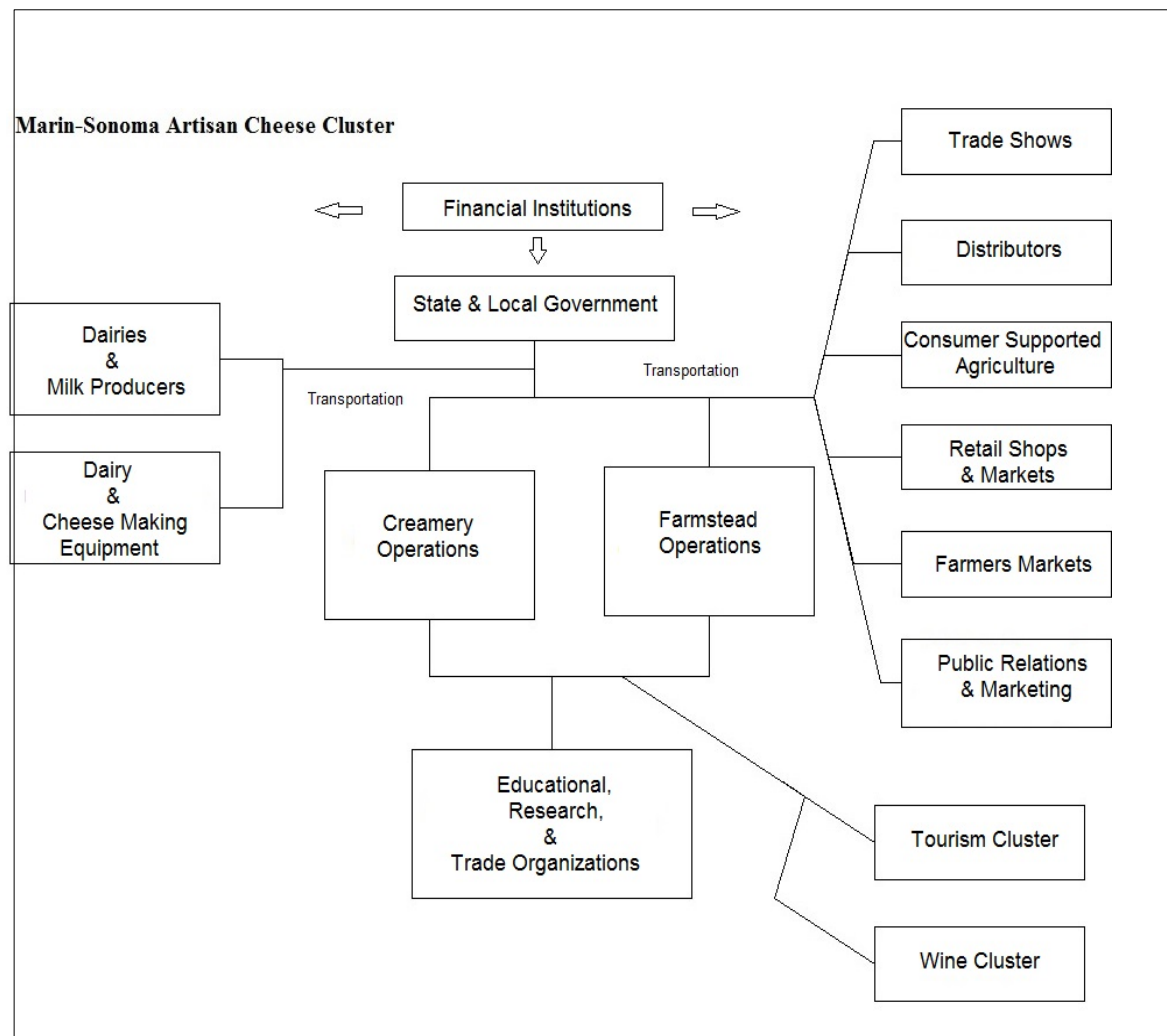 Marin-Sonoma Artisan Cheese Cluster
Financial Institutions
State & Local Government
Dairies
&
Milk Producers
Dairy
&
Cheese Making
Equipment
Transportation
Transportation
Creamery
Operations
Farmstead
Operations
Trade Shows
Distributors
Consumer Supported
Agriculture
Retail Shops
& Markets
Farmers Markets
Public Relations
& Marketing
Educational,
Research,
&
Trade Organizations
Tourism Cluster
Wine Cluster